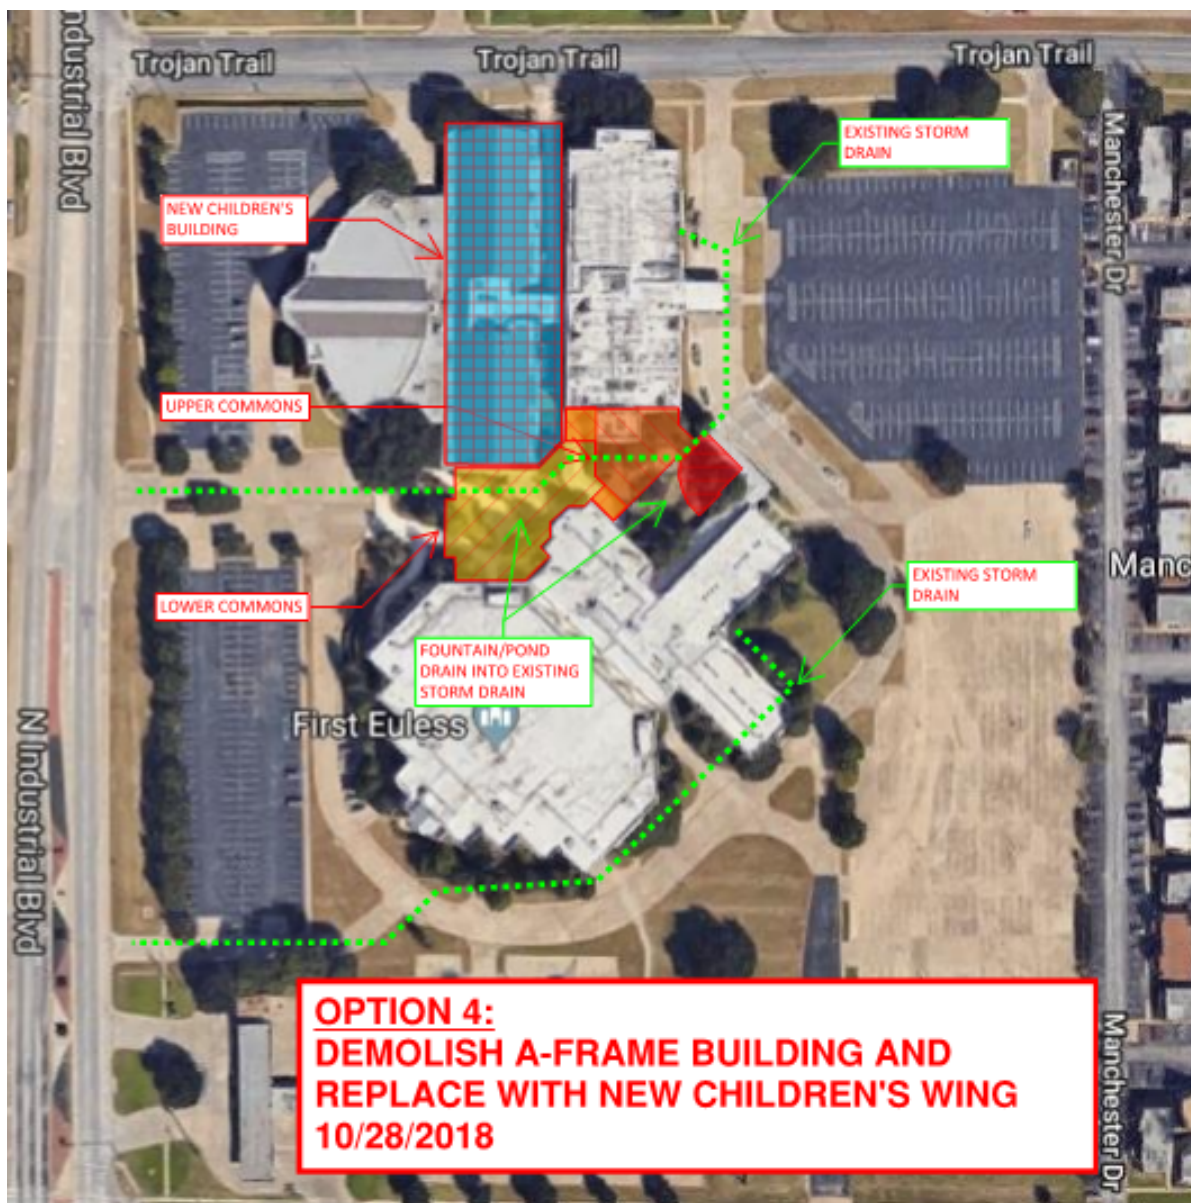 Trojan Trail
Trojan Trail
Trojan Trail
ndustrial Blvd
Manchester Dr
EXISTING STORM
DRAIN
NEW CHILDREN'S
BUILDING
UPPER COMMONS
LOWER COMMONS
EXISTING STORM
DRAIN
Manc
FOUNTAIN/POND
DRAIN INTO EXISTING
STORM DRAIN
First Euless
N Industrial Blvd
OPTION 4:
DEMOLISH A-FRAME BUILDING AND
REPLACE WITH NEW CHILDREN'S WING
10/28/2018
Manchester Dr